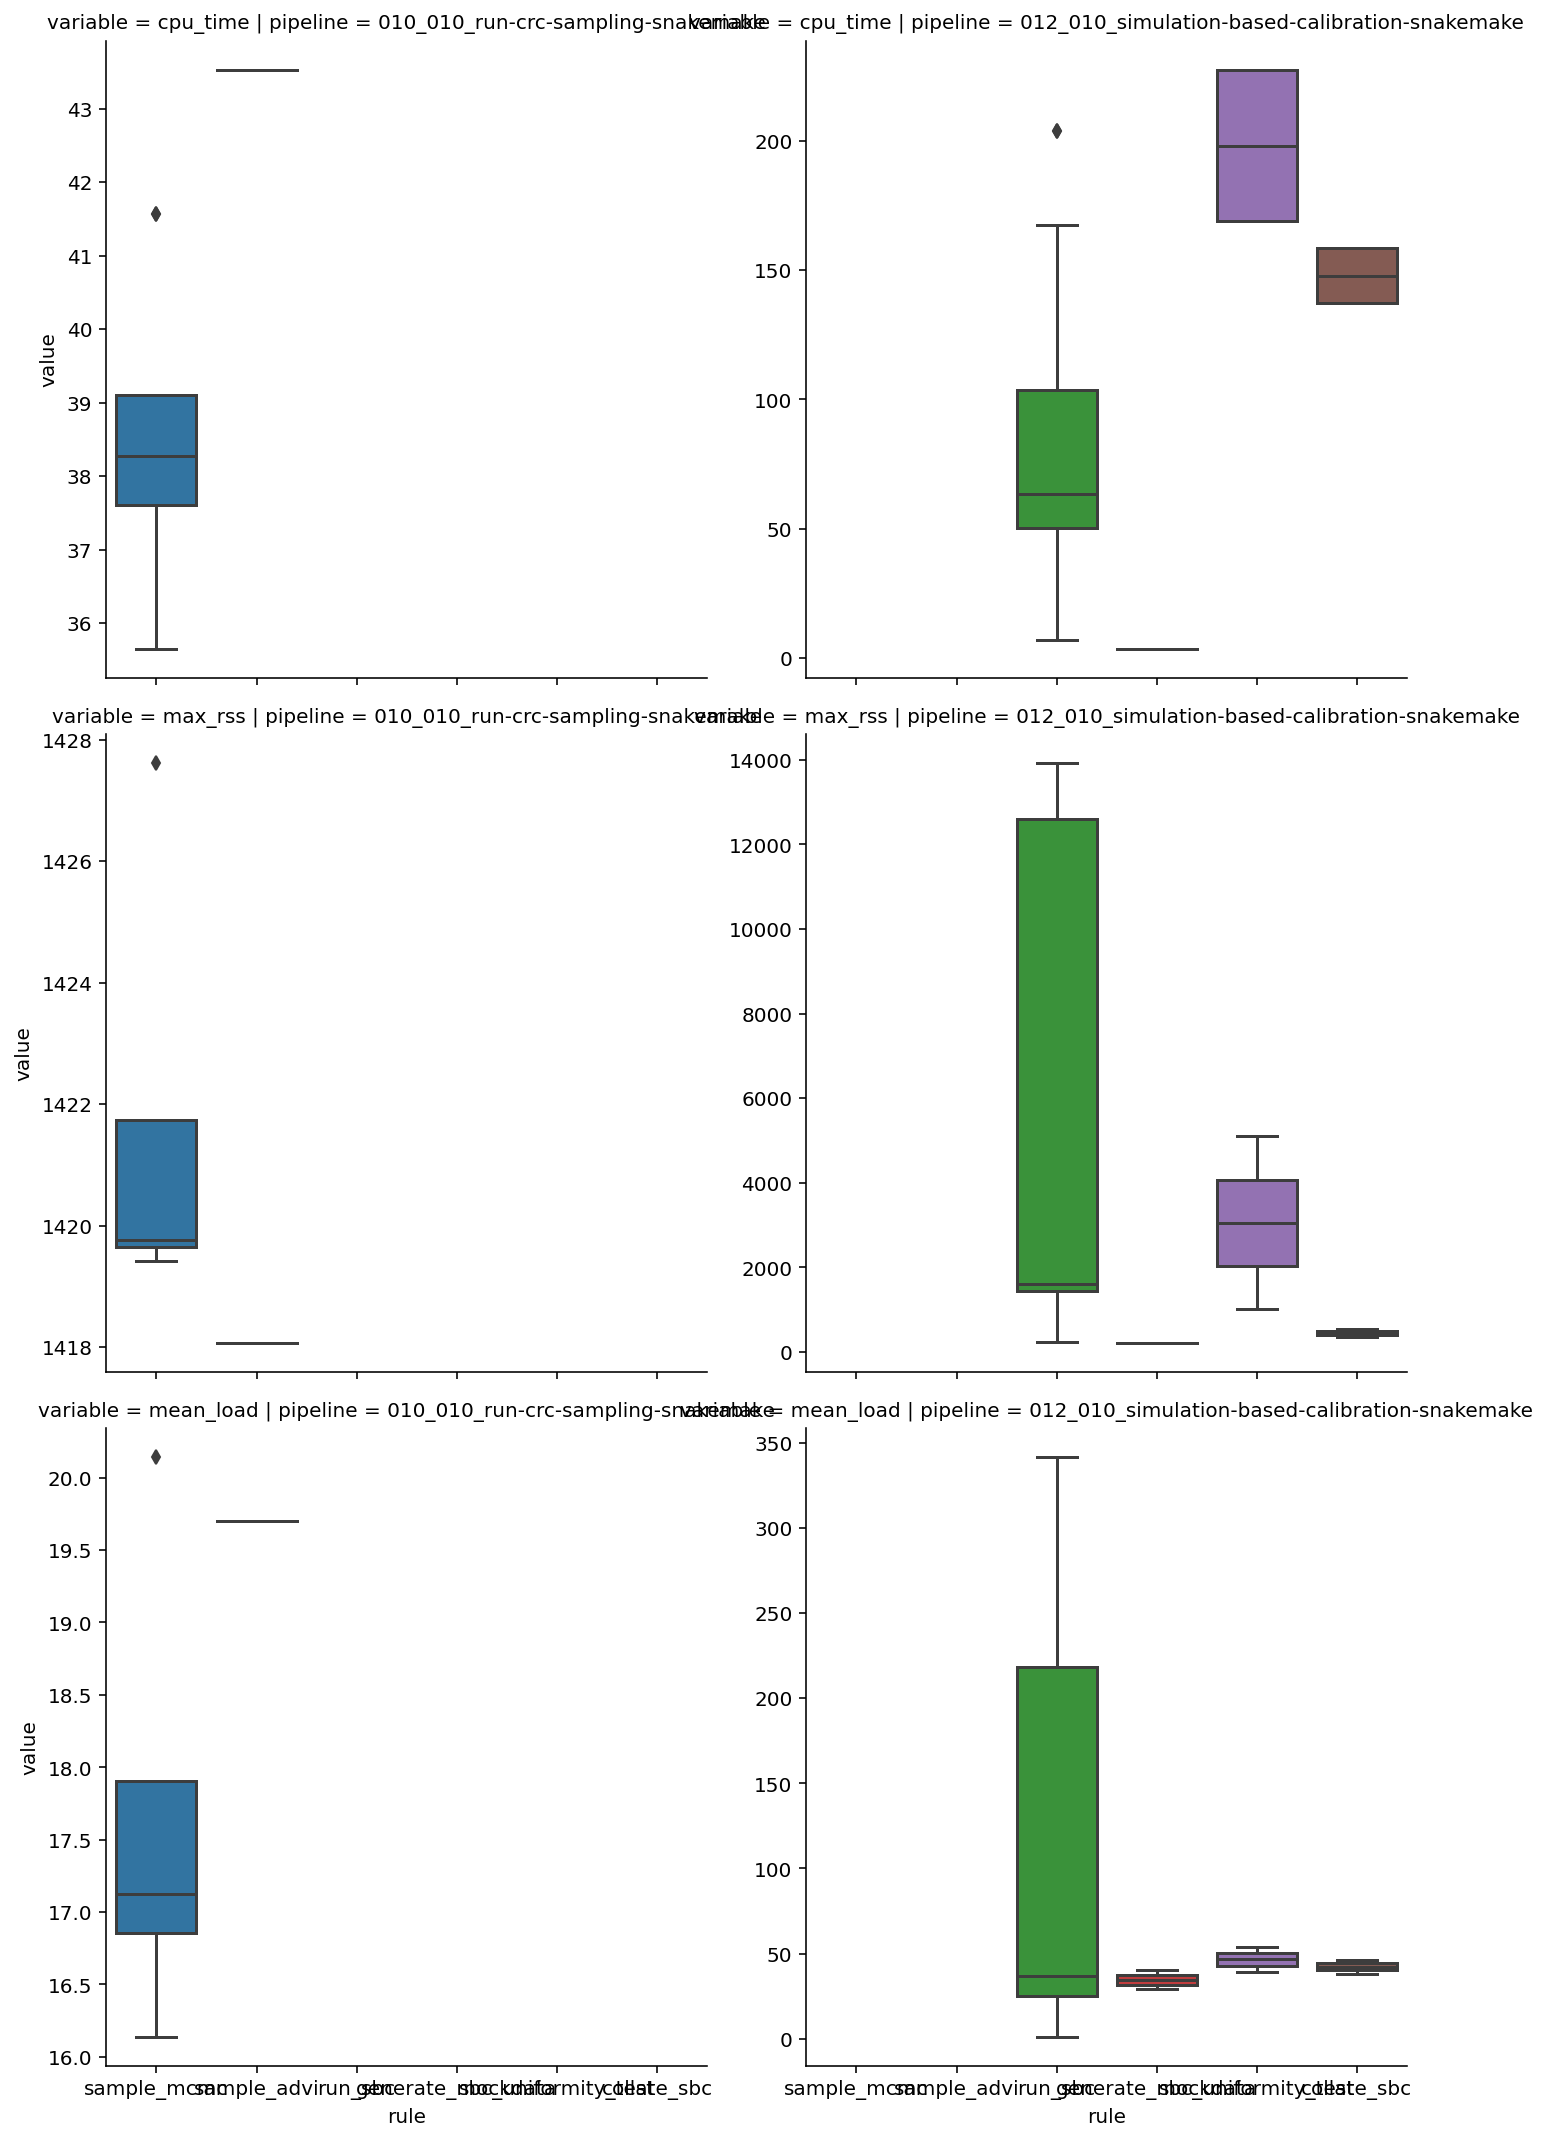 variable = cpu_time | pipeline = 010_010_run-crc-sampling-snakemake
variable = cpu_time | pipeline = 012_010_simulation-based-calibration-snakemake
43
42
41
40
39
38
37
36
value
200
150
100
50
0
variable = max_rss | pipeline = 010_010_run-crc-sampling-snakemake
variable = max_rss | pipeline = 012_010_simulation-based-calibration-snakemake
1428
1426
1424
1422
1420
1418
value
14000
12000
10000
8000
6000
4000
2000
0
variable = mean_load | pipeline = 010_010_run-crc-sampling-snakemake
variable = mean_load | pipeline = 012_010_simulation-based-calibration-snakemake
20.0
19.5
19.0
18.5
18.0
17.5
17.0
16.5
16.0
value
sample_mcmc
sample_advi
run_sbc
generate_mockdata
sbc_uniformity_test
collate_sbc
rule
350
300
250
200
150
100
50
0
sample_mcmc
sample_advi
run_sbc
generate_mockdata
sbc_uniformity_test
collate_sbc
rule